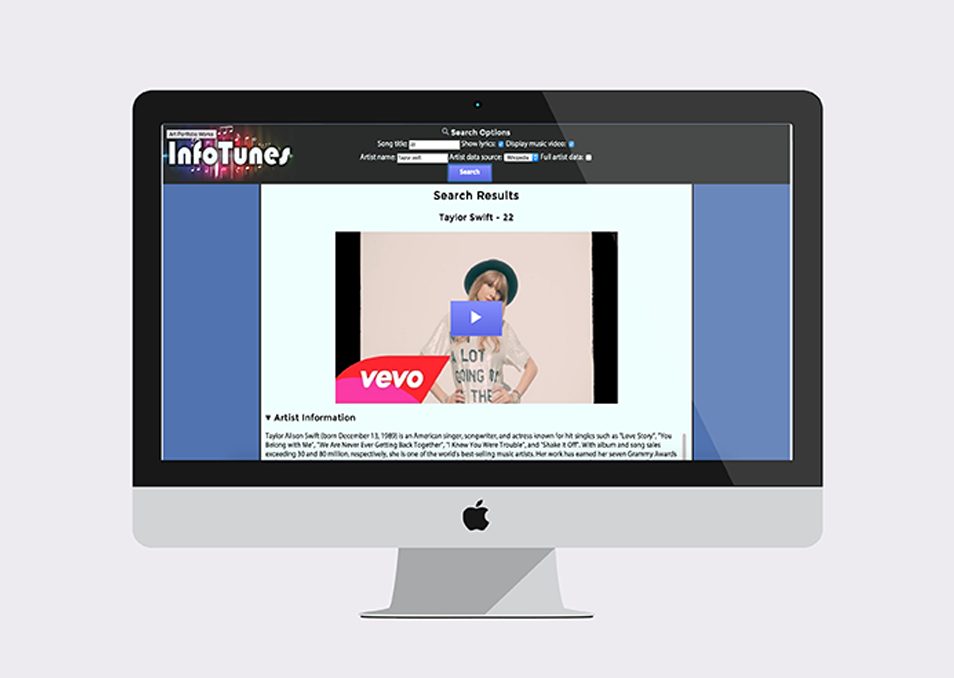 Art Portfolio Works
InfoTunes
Search Options
Song title: 22 Show lyrics: Display music video:
Artist name: Taylor swift Artist data source: Wikipedia Full artist data:
Search
Search Results
Taylor Swift - 22
A LOT
GOING
THE
vevo
▼ Artist Information
Taylor Alison Swift (born December 13, 1989) is an American singer, songwriter, and actress known for hit singles such as "Love Story", "You
Belong with Me", "We Are Never Ever Getting Back Together", "I Knew You Were Trouble", and "Shake It Off". With album and song sales
exceeding 30 and 80 million, respectively, she is one of the world's best-selling music artists. Her work has earned her seven Grammy Awards